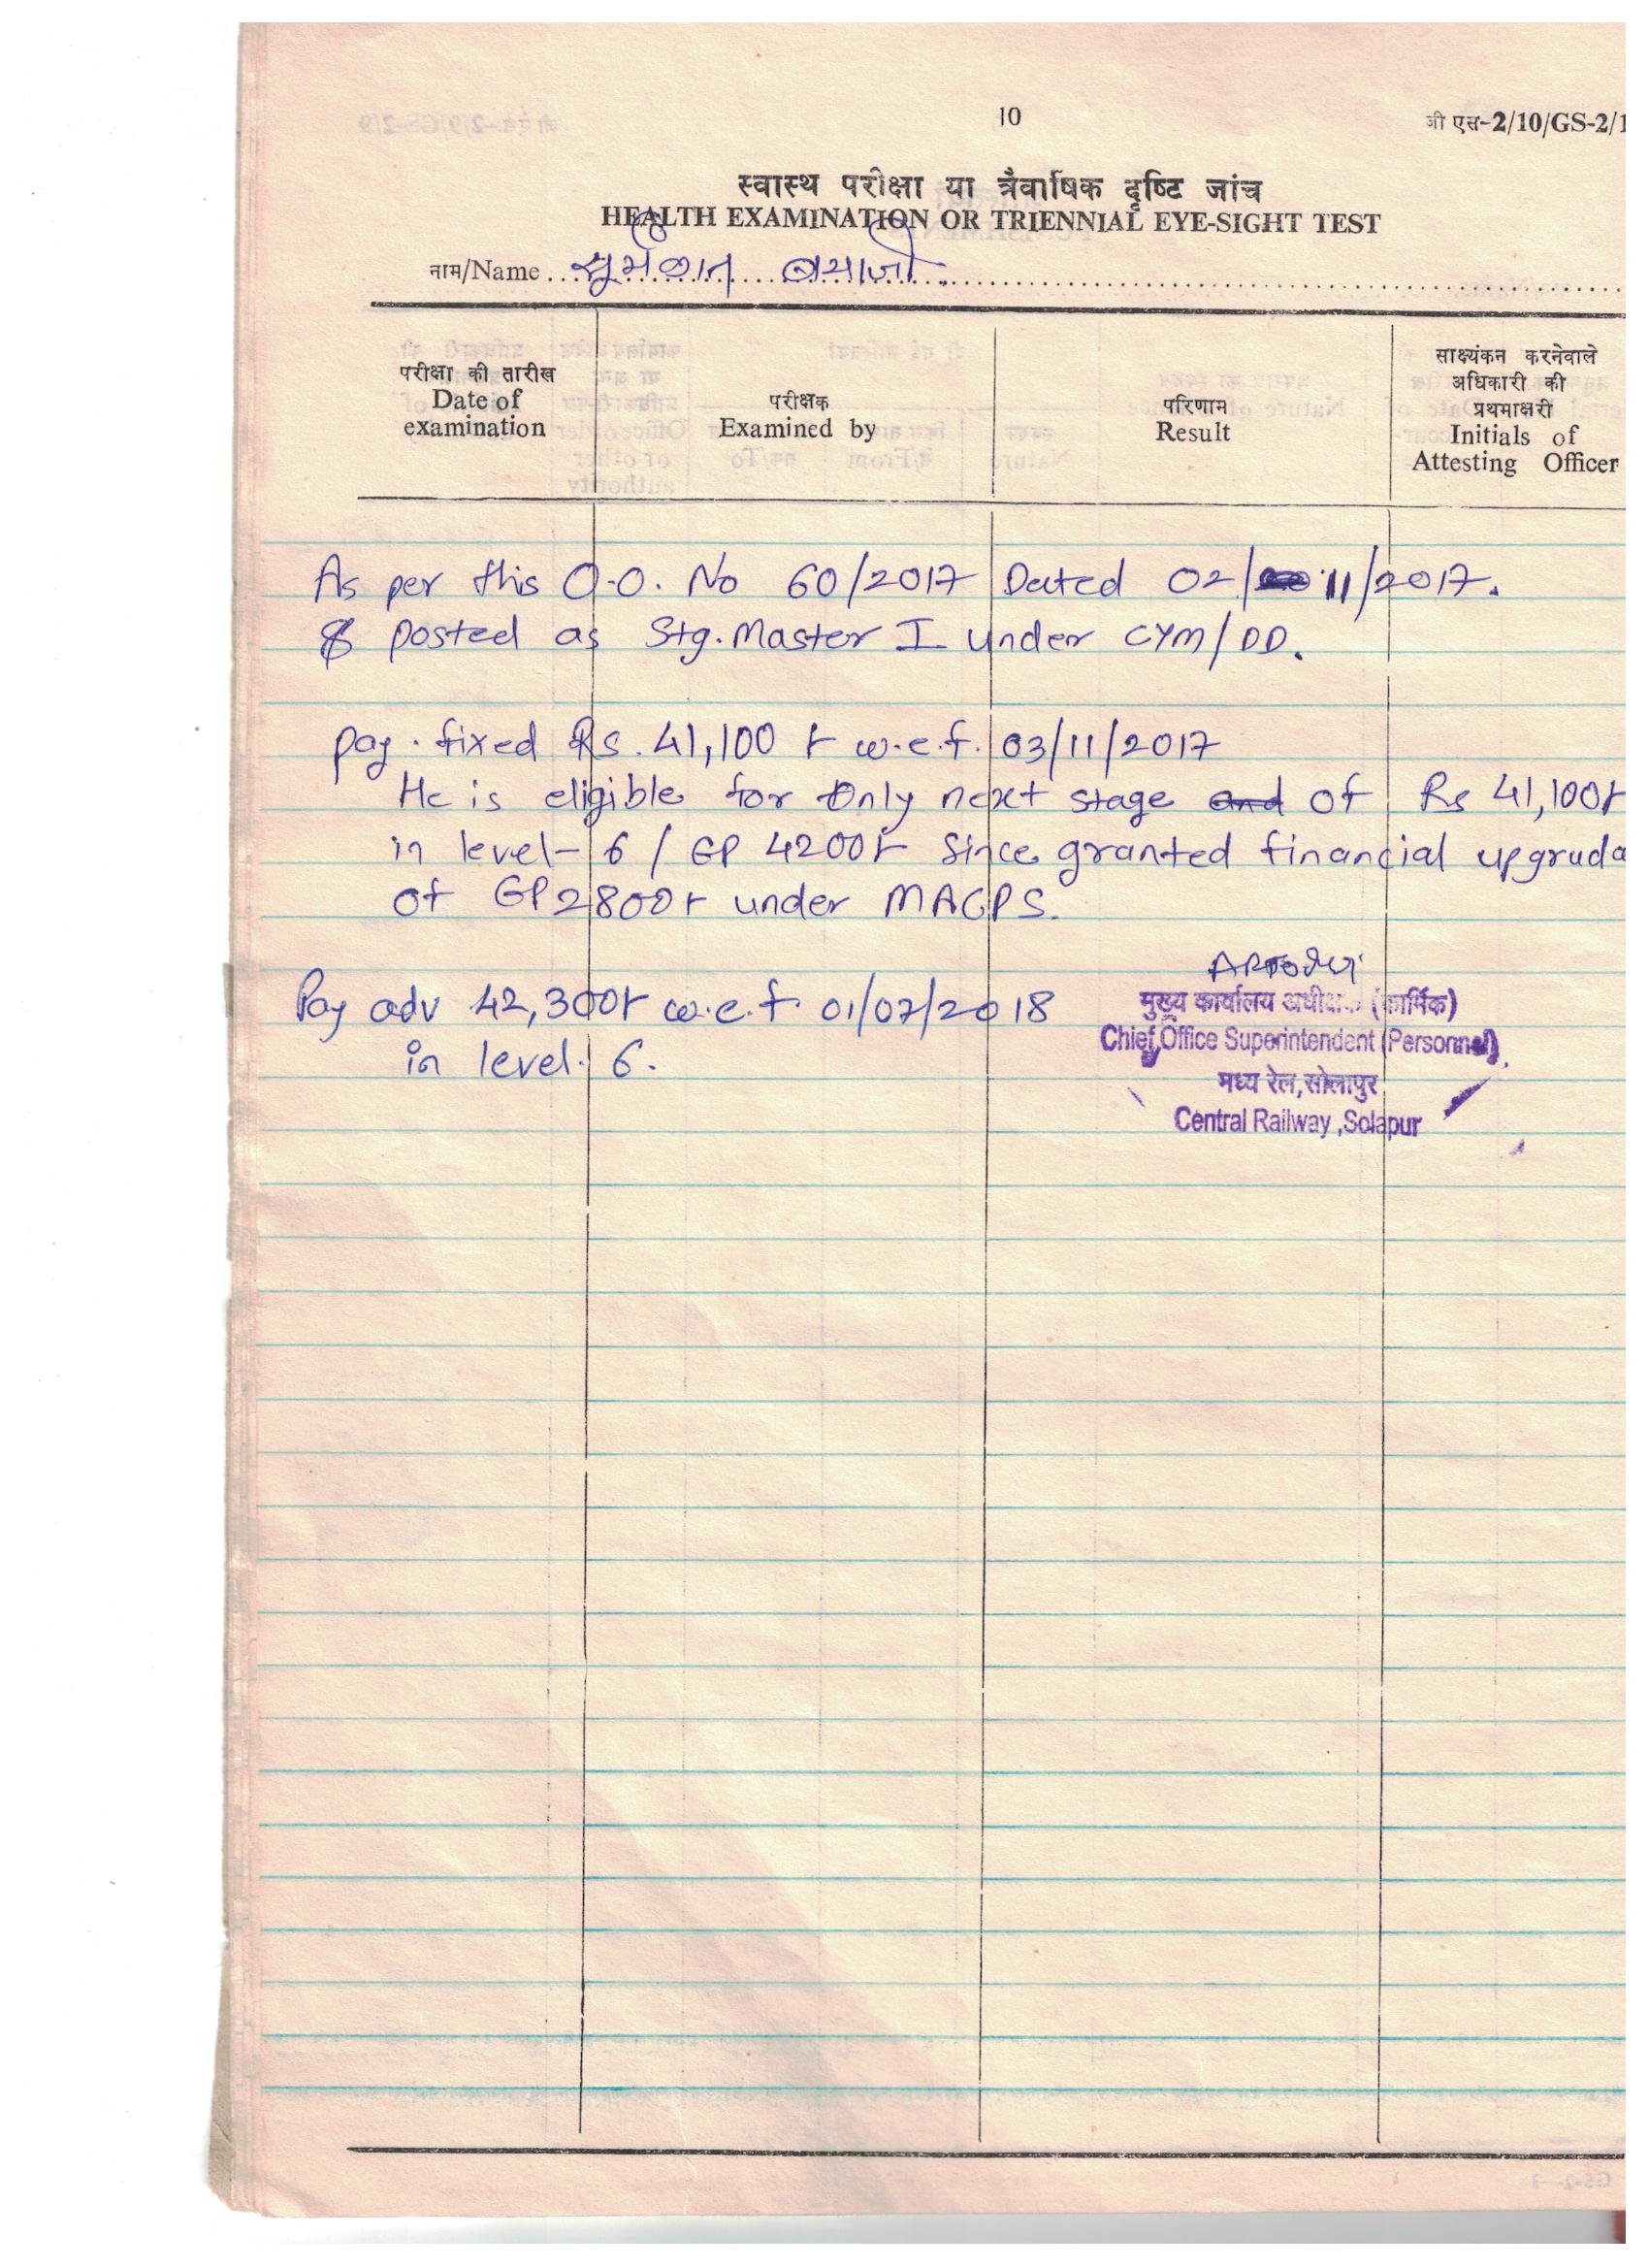 10
जी एस-2/10/GS-2/1
स्वास्थ परीक्षा या त्रैवार्षिक दृष्टि जांच
HEALTH EXAMINATION OR TRIENNIAL EYE-SIGHT TEST
नाम/Name
परीक्षा की तारीख
Date of
examination
परीक्षक
Examined by
परिणाम
Result
साक्ष्यंकन करनेवाले
अधिकारी की
प्रथमाक्षरी
Initials of
Attesting Officer
As per this O.O. No 60/2017 Dated 02/11/2017.
& posted as Stg. Master I under CYM/DD.
pay. fixed Rs. 41,100/- w.e.f. 03/11/2017
He is eligible for only next stage and of Rs 41,100/-
in level-6/GP 4200/- Since granted financial upgrada
of GP 2800/- under MACPS.
Pay adv 42,300/- w.e.f. 01/07/2018
in level. 6.
मुख्य कार्यालय अधीक्षक (कार्मिक)
Chief Office Superintendent (Personnel)
मध्य रेल, सोलापुर
Central Railway, Solapur